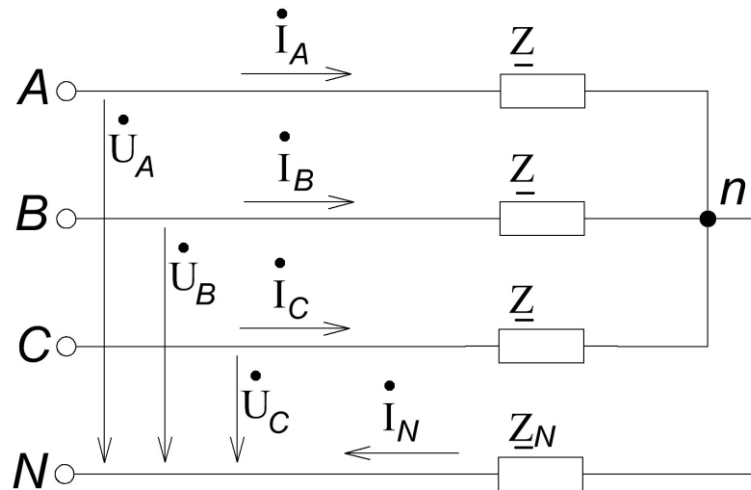 İ_A Z
A
U̇_A
İ_B Z
B n
U̇_B
İ_C Z
C
U̇_C
İ_N Z_N
N